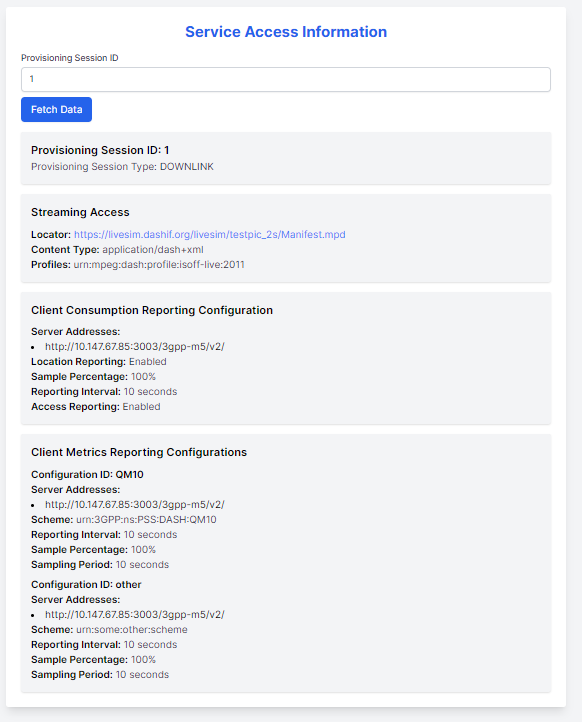 Service Access Information
Provisioning Session ID
1
Fetch Data
Provisioning Session ID: 1
Provisioning Session Type: DOWNLINK
Streaming Access
Locator: https://livesim.dashif.org/livesim/testpic_2s/Manifest.mpd
Content Type: application/dash+xml
Profiles: urn:mpeg:dash:profile:isoff-live:2011
Client Consumption Reporting Configuration
Server Addresses:
• http://10.147.67.85:3003/3gpp-m5/v2/
Location Reporting: Enabled
Sample Percentage: 100%
Reporting Interval: 10 seconds
Access Reporting: Enabled
Client Metrics Reporting Configurations
Configuration ID: QM10
Server Addresses:
• http://10.147.67.85:3003/3gpp-m5/v2/
Scheme: urn:3GPP:ns:PSS:DASH:QM10
Reporting Interval: 10 seconds
Sample Percentage: 100%
Sampling Period: 10 seconds
Configuration ID: other
Server Addresses:
• http://10.147.67.85:3003/3gpp-m5/v2/
Scheme: urn:some:other:scheme
Reporting Interval: 10 seconds
Sample Percentage: 100%
Sampling Period: 10 seconds